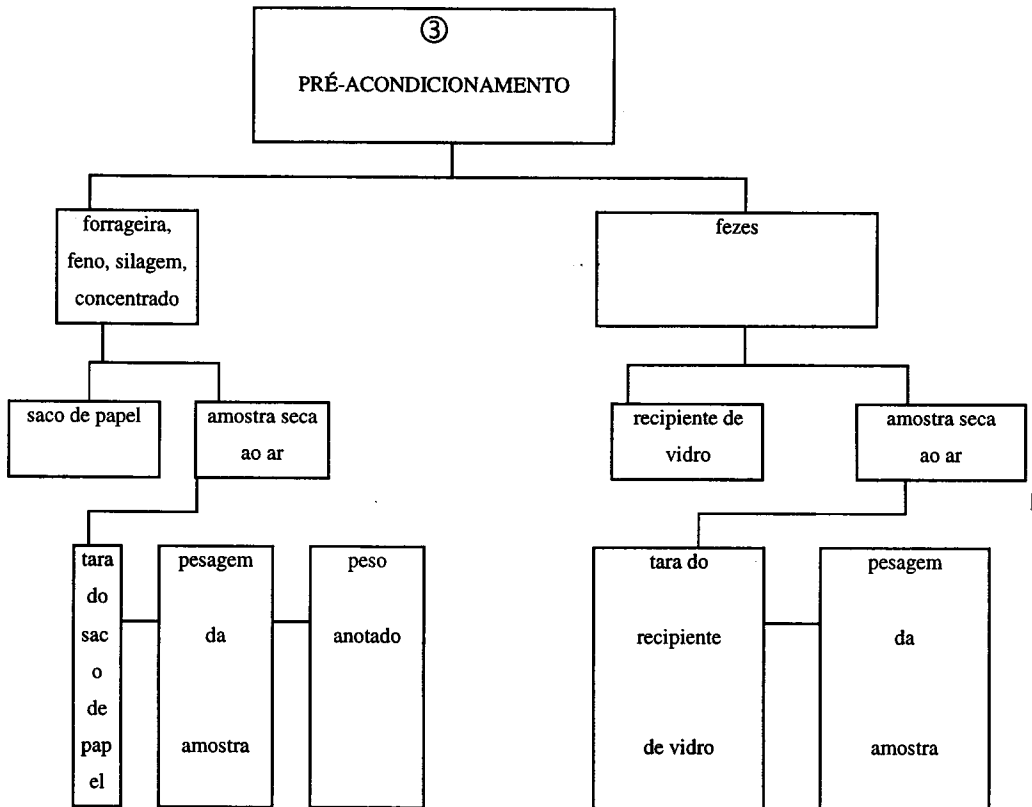 ③
PRÉ-ACONDICIONAMENTO
forrageira,
feno, silagem,
concentrado
fezes
saco de papel
amostra seca
ao ar
recipiente de
vidro
amostra seca
ao ar
tara
do
sac
o
de
pap
el
pesagem
da
amostra
peso
anotado
tara do
recipiente
de vidro
pesagem
da
amostra